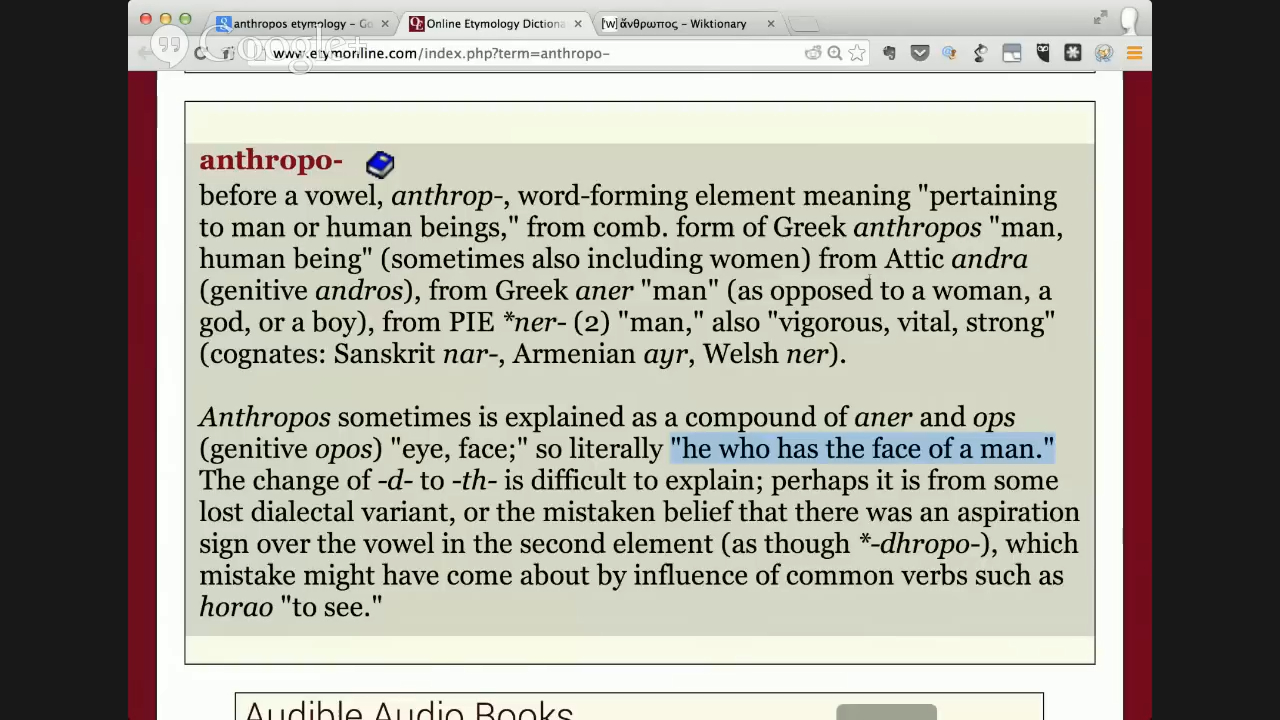 anthropos etymology - Go
Online Etymology Dictiona
[W] ἄνθρωπος - Wiktionary
Google+
www.etymonline.com/index.php?term=anthropo-
anthropo-
before a vowel, anthrop-, word-forming element meaning "pertaining
to man or human beings," from comb. form of Greek anthropos "man,
human being" (sometimes also including women) from Attic andra
(genitive andros), from Greek aner "man" (as opposed to a woman, a
god, or a boy), from PIE *ner- (2) "man," also "vigorous, vital, strong"
(cognates: Sanskrit nar-, Armenian ayr, Welsh ner).
Anthropos sometimes is explained as a compound of aner and ops
(genitive opos) "eye, face;" so literally "he who has the face of a man."
The change of -d- to -th- is difficult to explain; perhaps it is from some
lost dialectal variant, or the mistaken belief that there was an aspiration
sign over the vowel in the second element (as though *-dhropo-), which
mistake might have come about by influence of common verbs such as
horao "to see."
Audible Audio Books